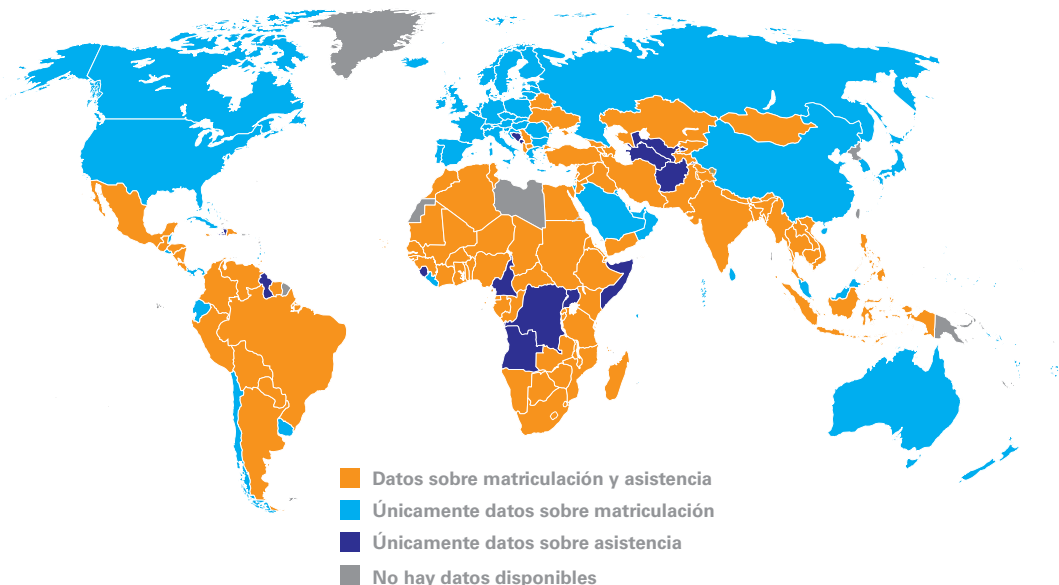 Datos sobre matriculación y asistencia
Únicamente datos sobre matriculación
Únicamente datos sobre asistencia
No hay datos disponibles